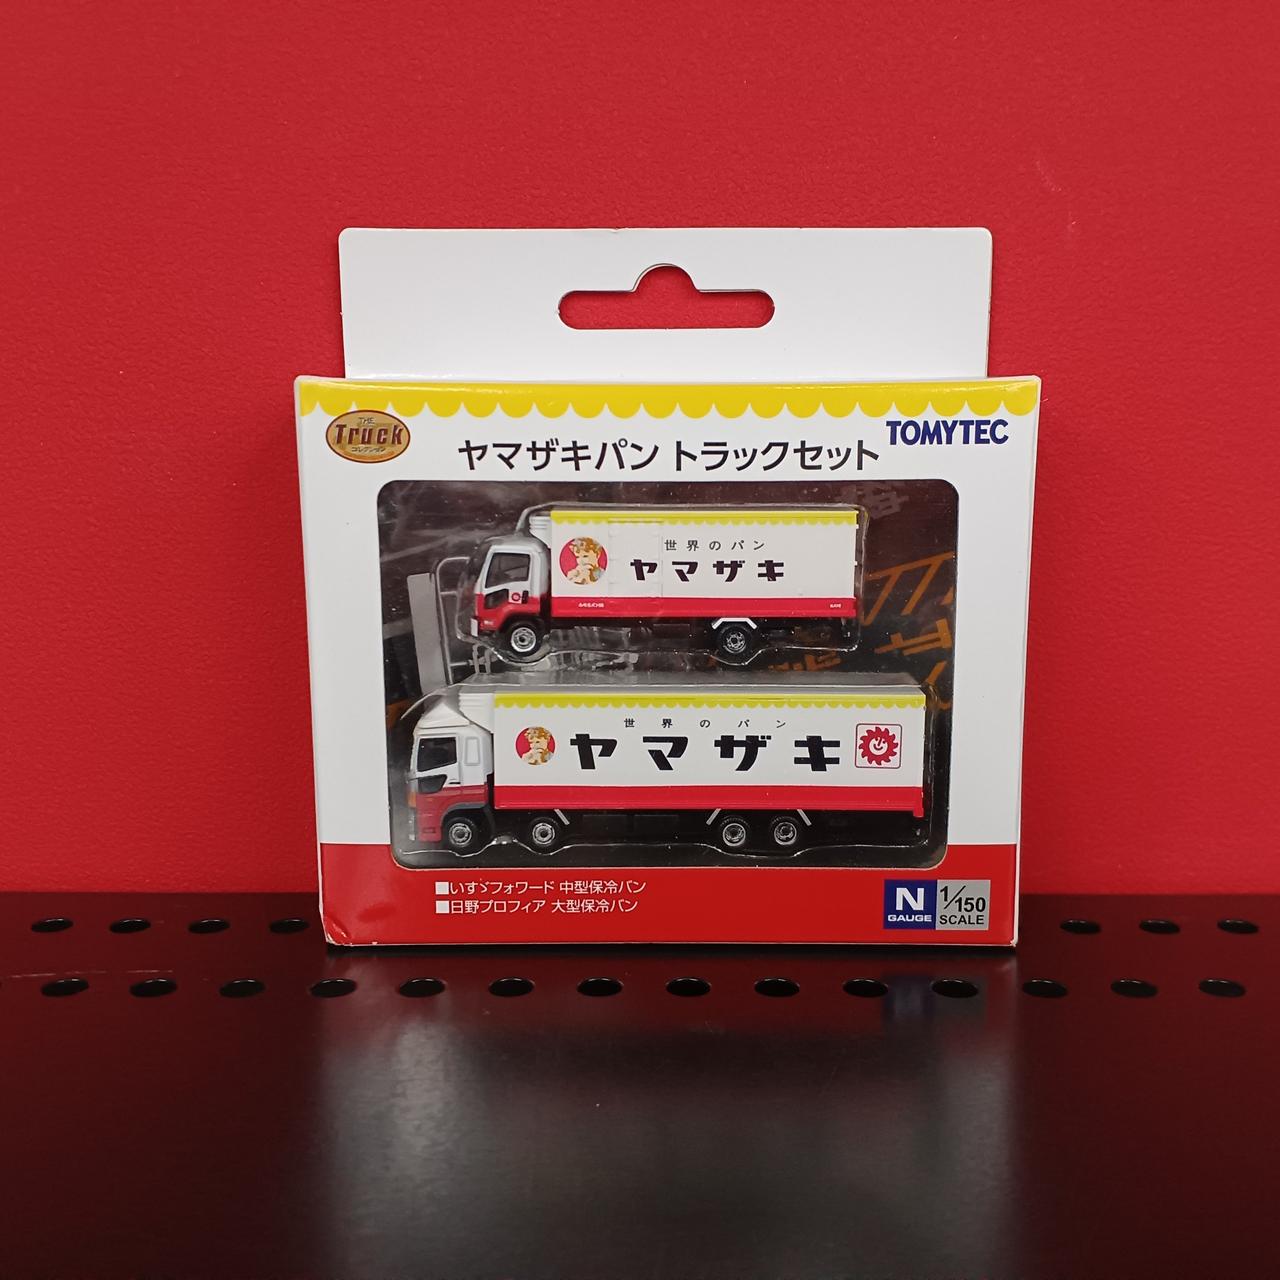 THE
Truck
コレクション
ヤマザキパン トラックセット
TOMYTEC
世界のパン
ヤマザキ
世界のパン
ヤマザキ
■いすゞフォワード 中型保冷バン
■日野プロフィア 大型保冷バン
N
GAUGE
1/150
SCALE